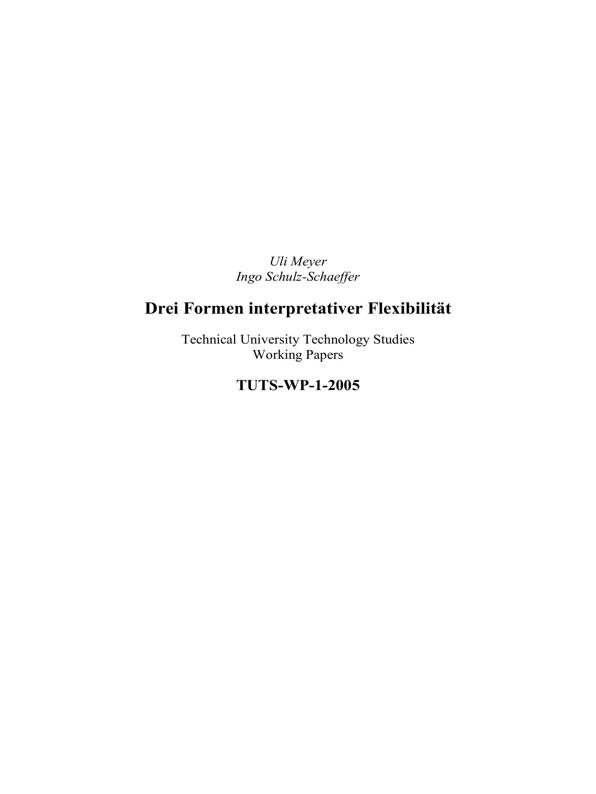 Uli Meyer
Ingo Schulz-Schaeffer
Drei Formen interpretativer Flexibilität
Technical University Technology Studies
Working Papers
TUTS-WP-1-2005